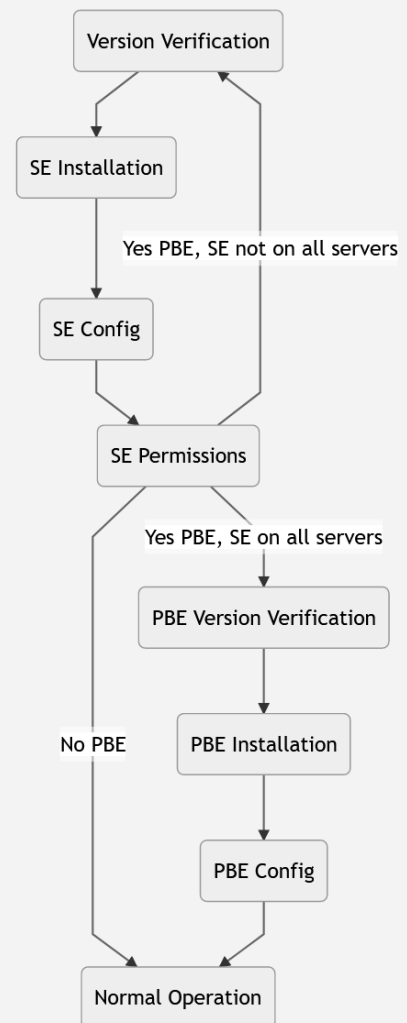 Version Verification
SE Installation
Yes PBE, SE not on all servers
SE Config
SE Permissions
Yes PBE, SE on all servers
PBE Version Verification
No PBE
PBE Installation
PBE Config
Normal Operation